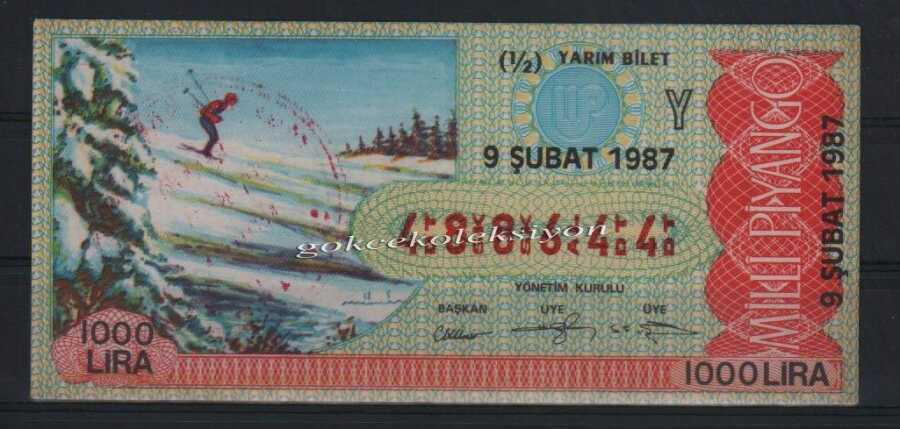 (½) YARIM BİLET
MP
Y
9 ŞUBAT 1987
488644
gokcekoleksiyon
YÖNETİM KURULU
BAŞKAN ÜYE ÜYE
1000
LİRA
1000 LİRA
MİLLİ PİYANGO
9 ŞUBAT 1987